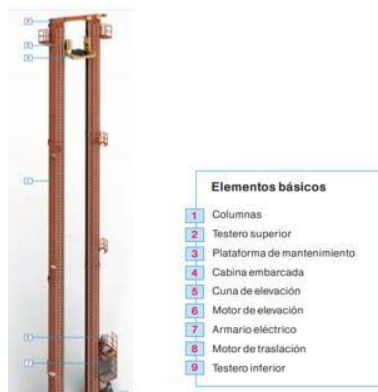 Elementos básicos
1 Columnas
2 Testero superior
3 Plataforma de mantenimiento
4 Cabina embarcada
5 Cuna de elevación
6 Motor de elevación
7 Armario eléctrico
8 Motor de traslación
9 Testero inferior